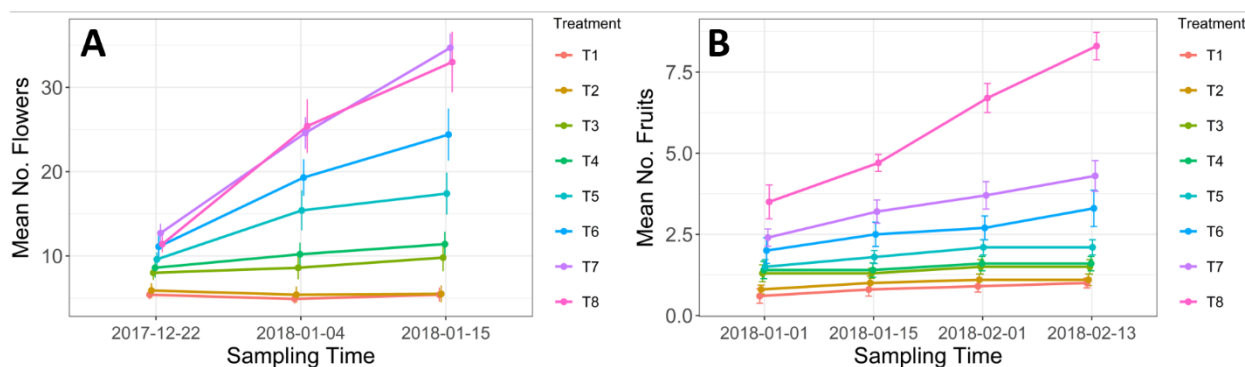 A
Mean No. Flowers
30
20
10
2017-12-22
2018-01-04
2018-01-15
Sampling Time
Treatment
T1
T2
T3
T4
T5
T6
T7
T8
B
Mean No. Fruits
7.5
5.0
2.5
0.0
2018-01-01
2018-01-15
2018-02-01
2018-02-13
Sampling Time
Treatment
T1
T2
T3
T4
T5
T6
T7
T8